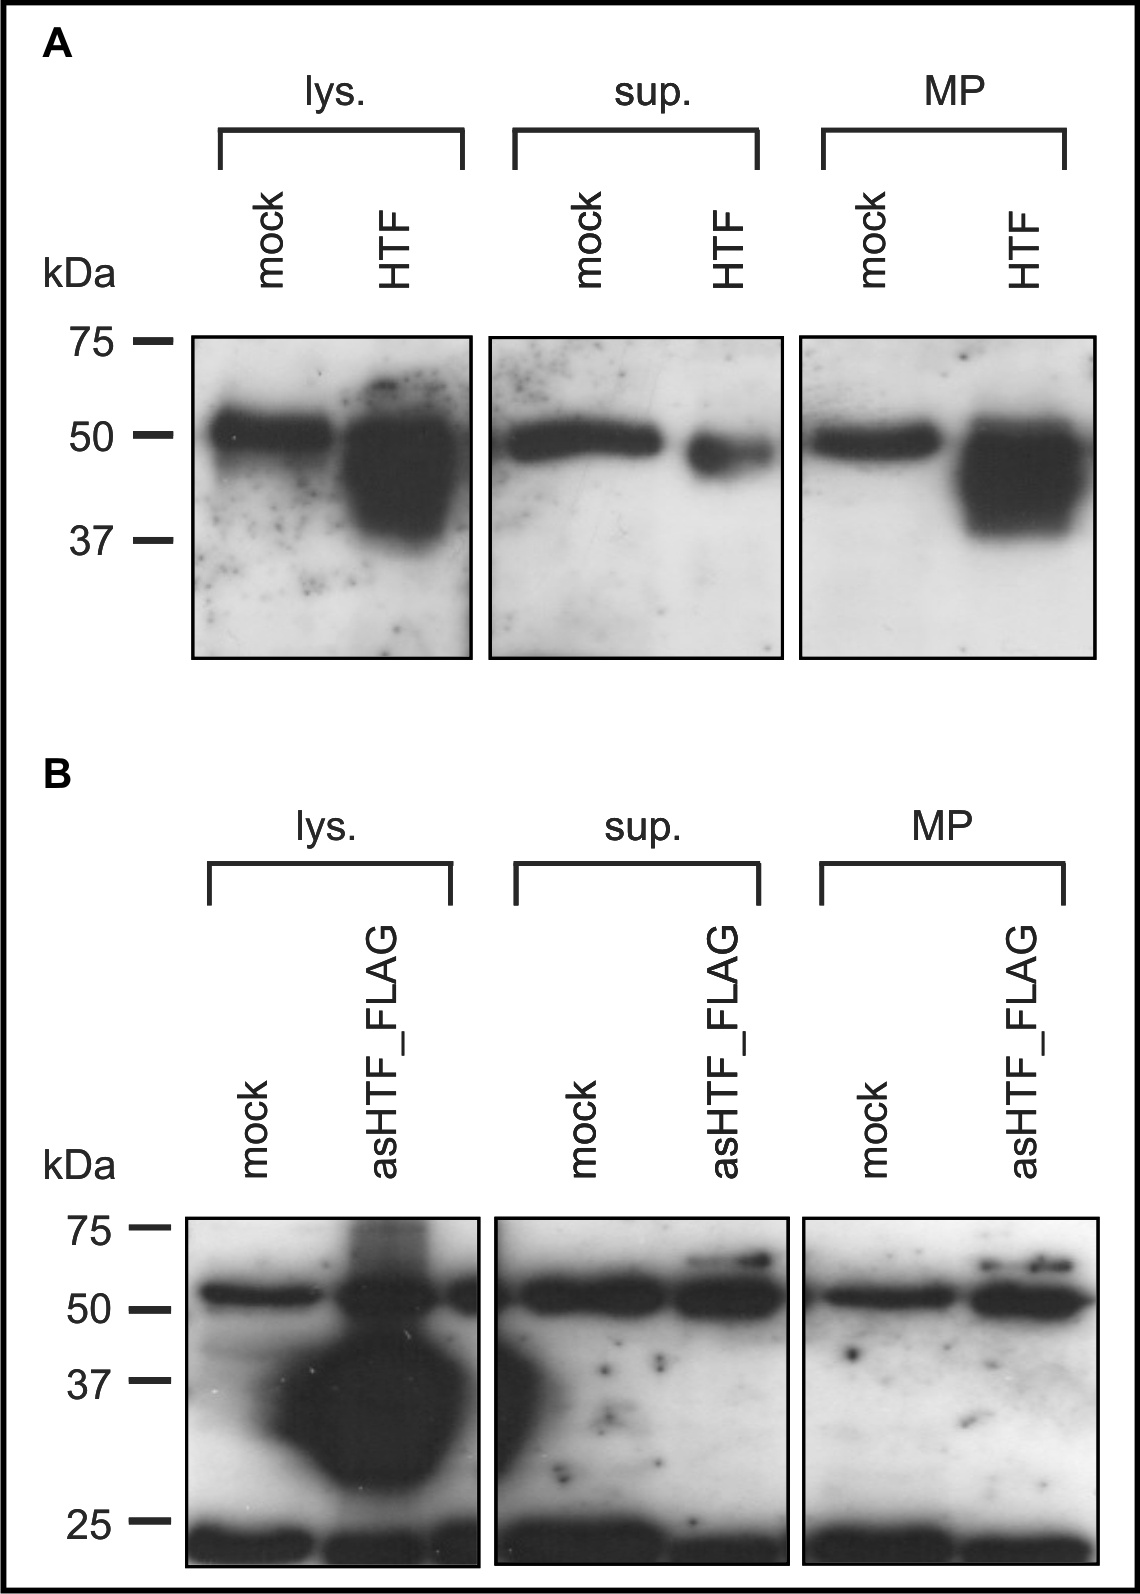 A
lys. sup. MP
mock HTF mock HTF mock HTF
kDa
75
50
37
B
lys. sup. MP
mock asHTF_FLAG mock asHTF_FLAG mock asHTF_FLAG
kDa
75
50
37
25